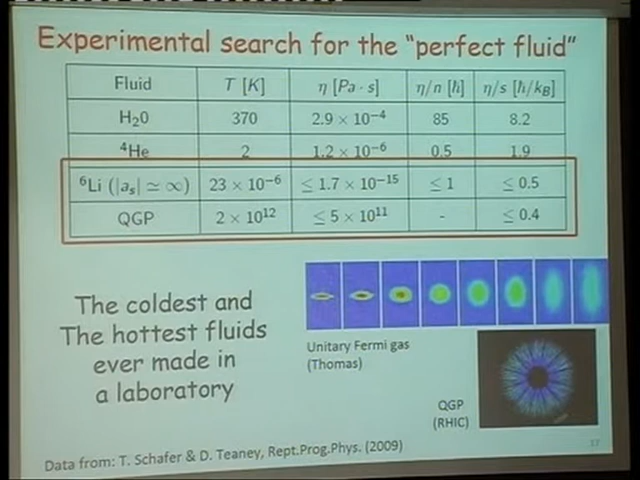 Experimental search for the "perfect fluid"
Fluid T [K] η [Pa · s] η/n [ħ] η/s [ħ/k_B]
H₂0 370 2.9 × 10⁻⁴ 85 8.2
⁴He 2 1.2 × 10⁻⁶ 0.5 1.9
⁶Li (|aₛ| ≃ ∞) 23 × 10⁻⁶ ≤ 1.7 × 10⁻¹⁵ ≤ 1 ≤ 0.5
QGP 2 × 10¹² ≤ 5 × 10¹¹ - ≤ 0.4
The coldest and
The hottest fluids
ever made in
a laboratory
Unitary Fermi gas
(Thomas)
QGP
(RHIC)
Data from: T. Schafer & D. Teaney, Rept.Prog.Phys. (2009)
17